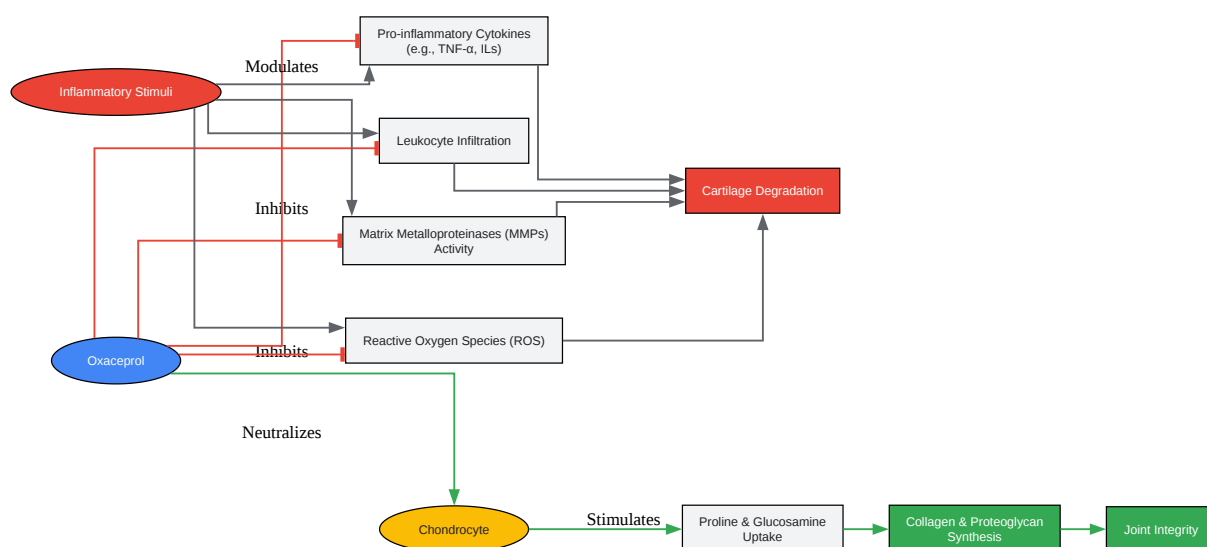 Pro-inflammatory Cytokines
(e.g., TNF-α, ILs)
Modulates
Inflammatory Stimuli
Leukocyte Infiltration
Cartilage Degradation
Inhibits
Matrix Metalloproteinases (MMPs)
Activity
Reactive Oxygen Species (ROS)
Inhibits
Oxaceprol
Neutralizes
Chondrocyte
Stimulates
Proline & Glucosamine
Uptake
Collagen & Proteoglycan
Synthesis
Joint Integrity